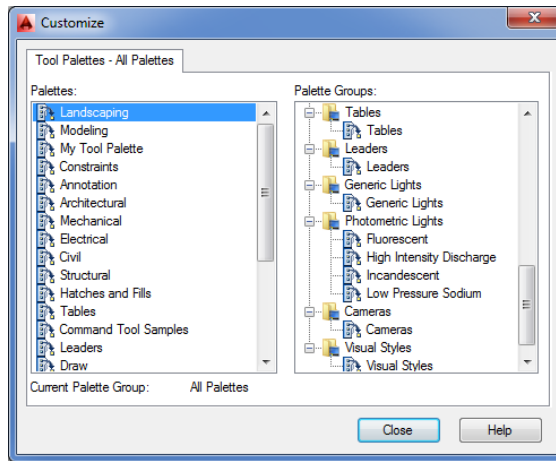 Customize
Tool Palettes - All Palettes
Palettes:
Landscaping
Modeling
My Tool Palette
Constraints
Annotation
Architectural
Mechanical
Electrical
Civil
Structural
Hatches and Fills
Tables
Command Tool Samples
Leaders
Draw
Palette Groups:
Tables
Tables
Leaders
Leaders
Generic Lights
Generic Lights
Photometric Lights
Fluorescent
High Intensity Discharge
Incandescent
Low Pressure Sodium
Cameras
Cameras
Visual Styles
Visual Styles
Current Palette Group: All Palettes
Close Help